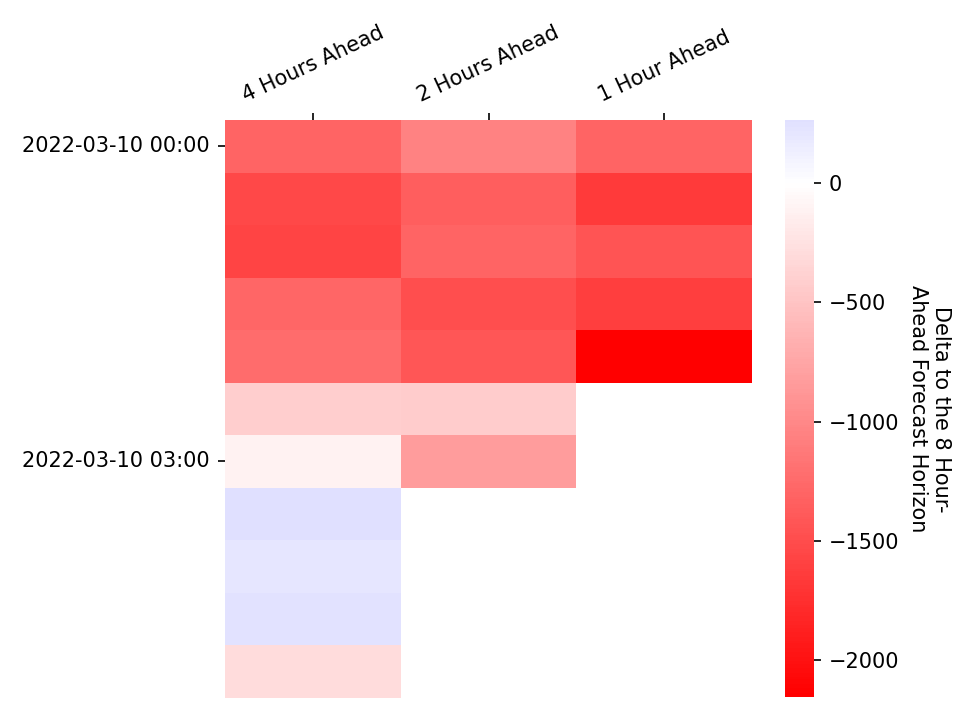 4 Hours Ahead
2 Hours Ahead
1 Hour Ahead
2022-03-10 00:00
2022-03-10 03:00
0
−500
−1000
−1500
−2000
Delta to the 8 Hour-
Ahead Forecast Horizon